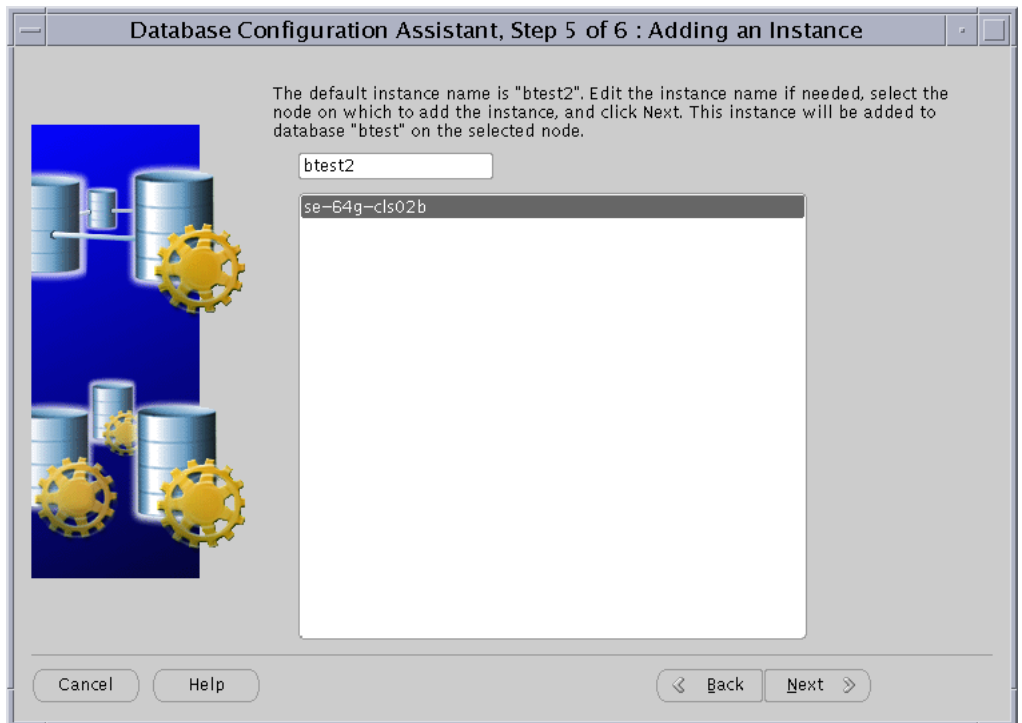 Database Configuration Assistant, Step 5 of 6 : Adding an Instance
The default instance name is "btest2". Edit the instance name if needed, select the
node on which to add the instance, and click Next. This instance will be added to
database "btest" on the selected node.
btest2
se-64g-cls02b
Cancel
Help
Back
Next